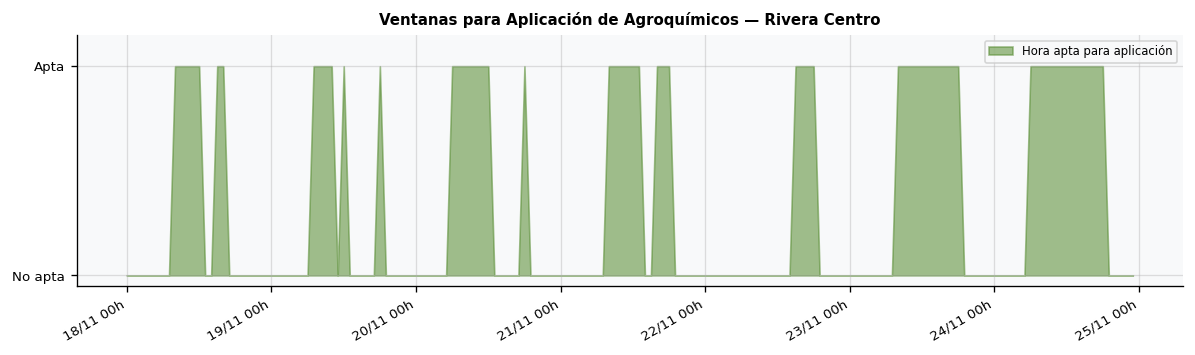 Ventanas para Aplicación de Agroquímicos — Rivera Centro
Hora apta para aplicación
Apta
No apta
18/11 00h
19/11 00h
20/11 00h
21/11 00h
22/11 00h
23/11 00h
24/11 00h
25/11 00h